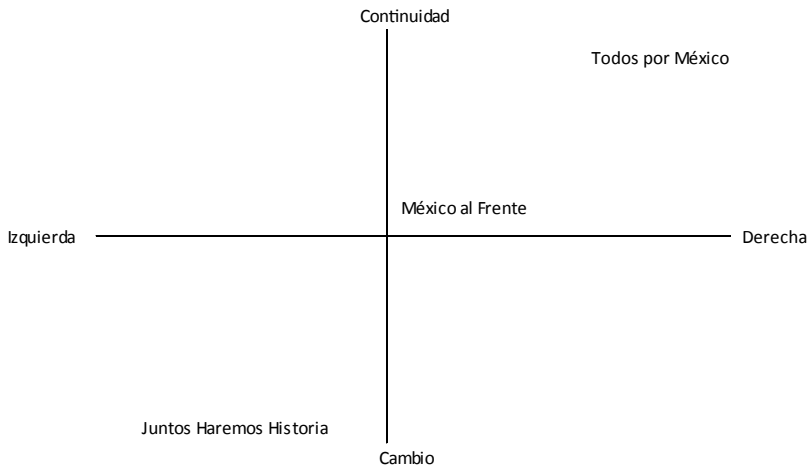 Continuidad
Todos por México
México al Frente
Izquierda
Derecha
Juntos Haremos Historia
Cambio